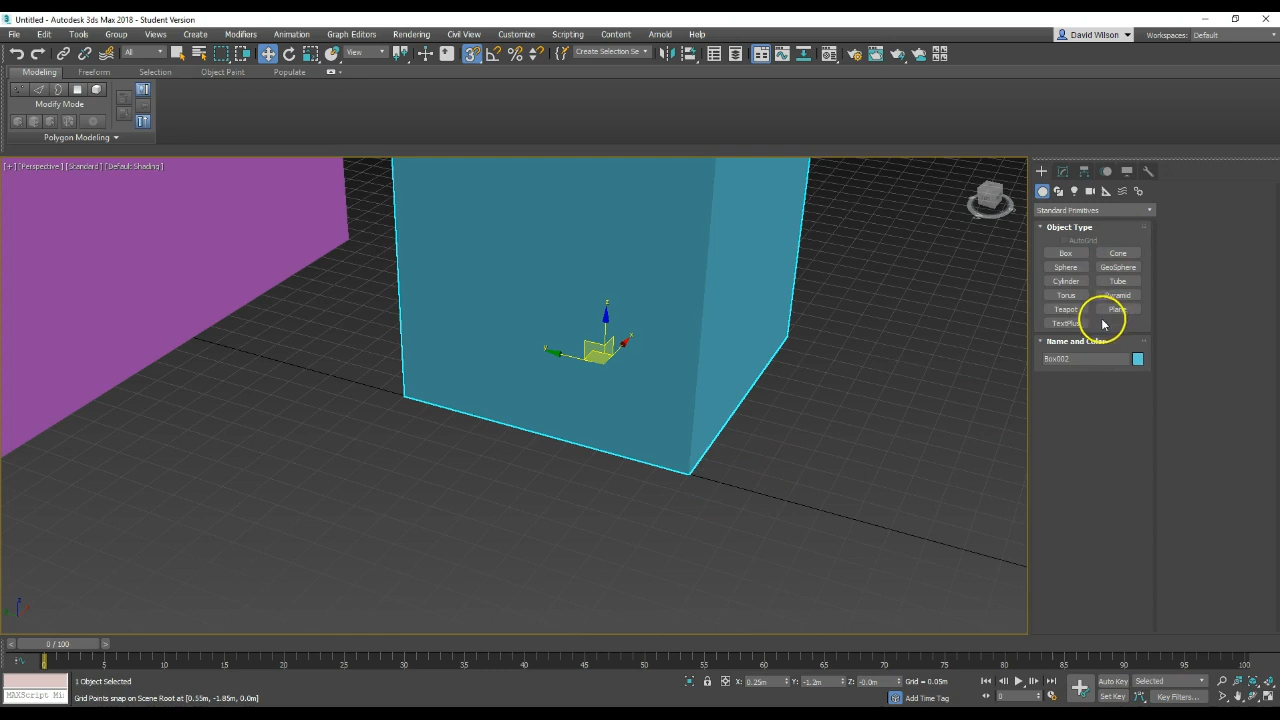 Untitled - Autodesk 3ds Max 2018 - Student Version
File Edit Tools Group Views Create Modifiers Animation Graph Editors Rendering Civil View Customize Scripting Content Arnold Help
David Wilson Workspaces: Default
All View Create Selection Se
Modeling Freeform Selection Object Paint Populate
Modify Mode
Polygon Modeling
[+] [Perspective] [Standard] [Default Shading]
Standard Primitives
Object Type
AutoGrid
Box Cone
Sphere GeoSphere
Cylinder Tube
Torus Pyramid
Teapot Plane
TextPlus
Name and Color
Box002
z
y
x
z
0 / 100
0 5 10 15 20 25 30 35 40 45 50 55 60 65 70 75 80 85 90 95 100
1 Object Selected
X: 0.25m Y: -1.2m Z: -0.0m Grid = 0.05m
Auto Key Selected
MAXScript Mi
Grid Points snap on Scene Root at [0.55m, -1.85m, 0.0m]
Add Time Tag
0
Set Key Key Filters...